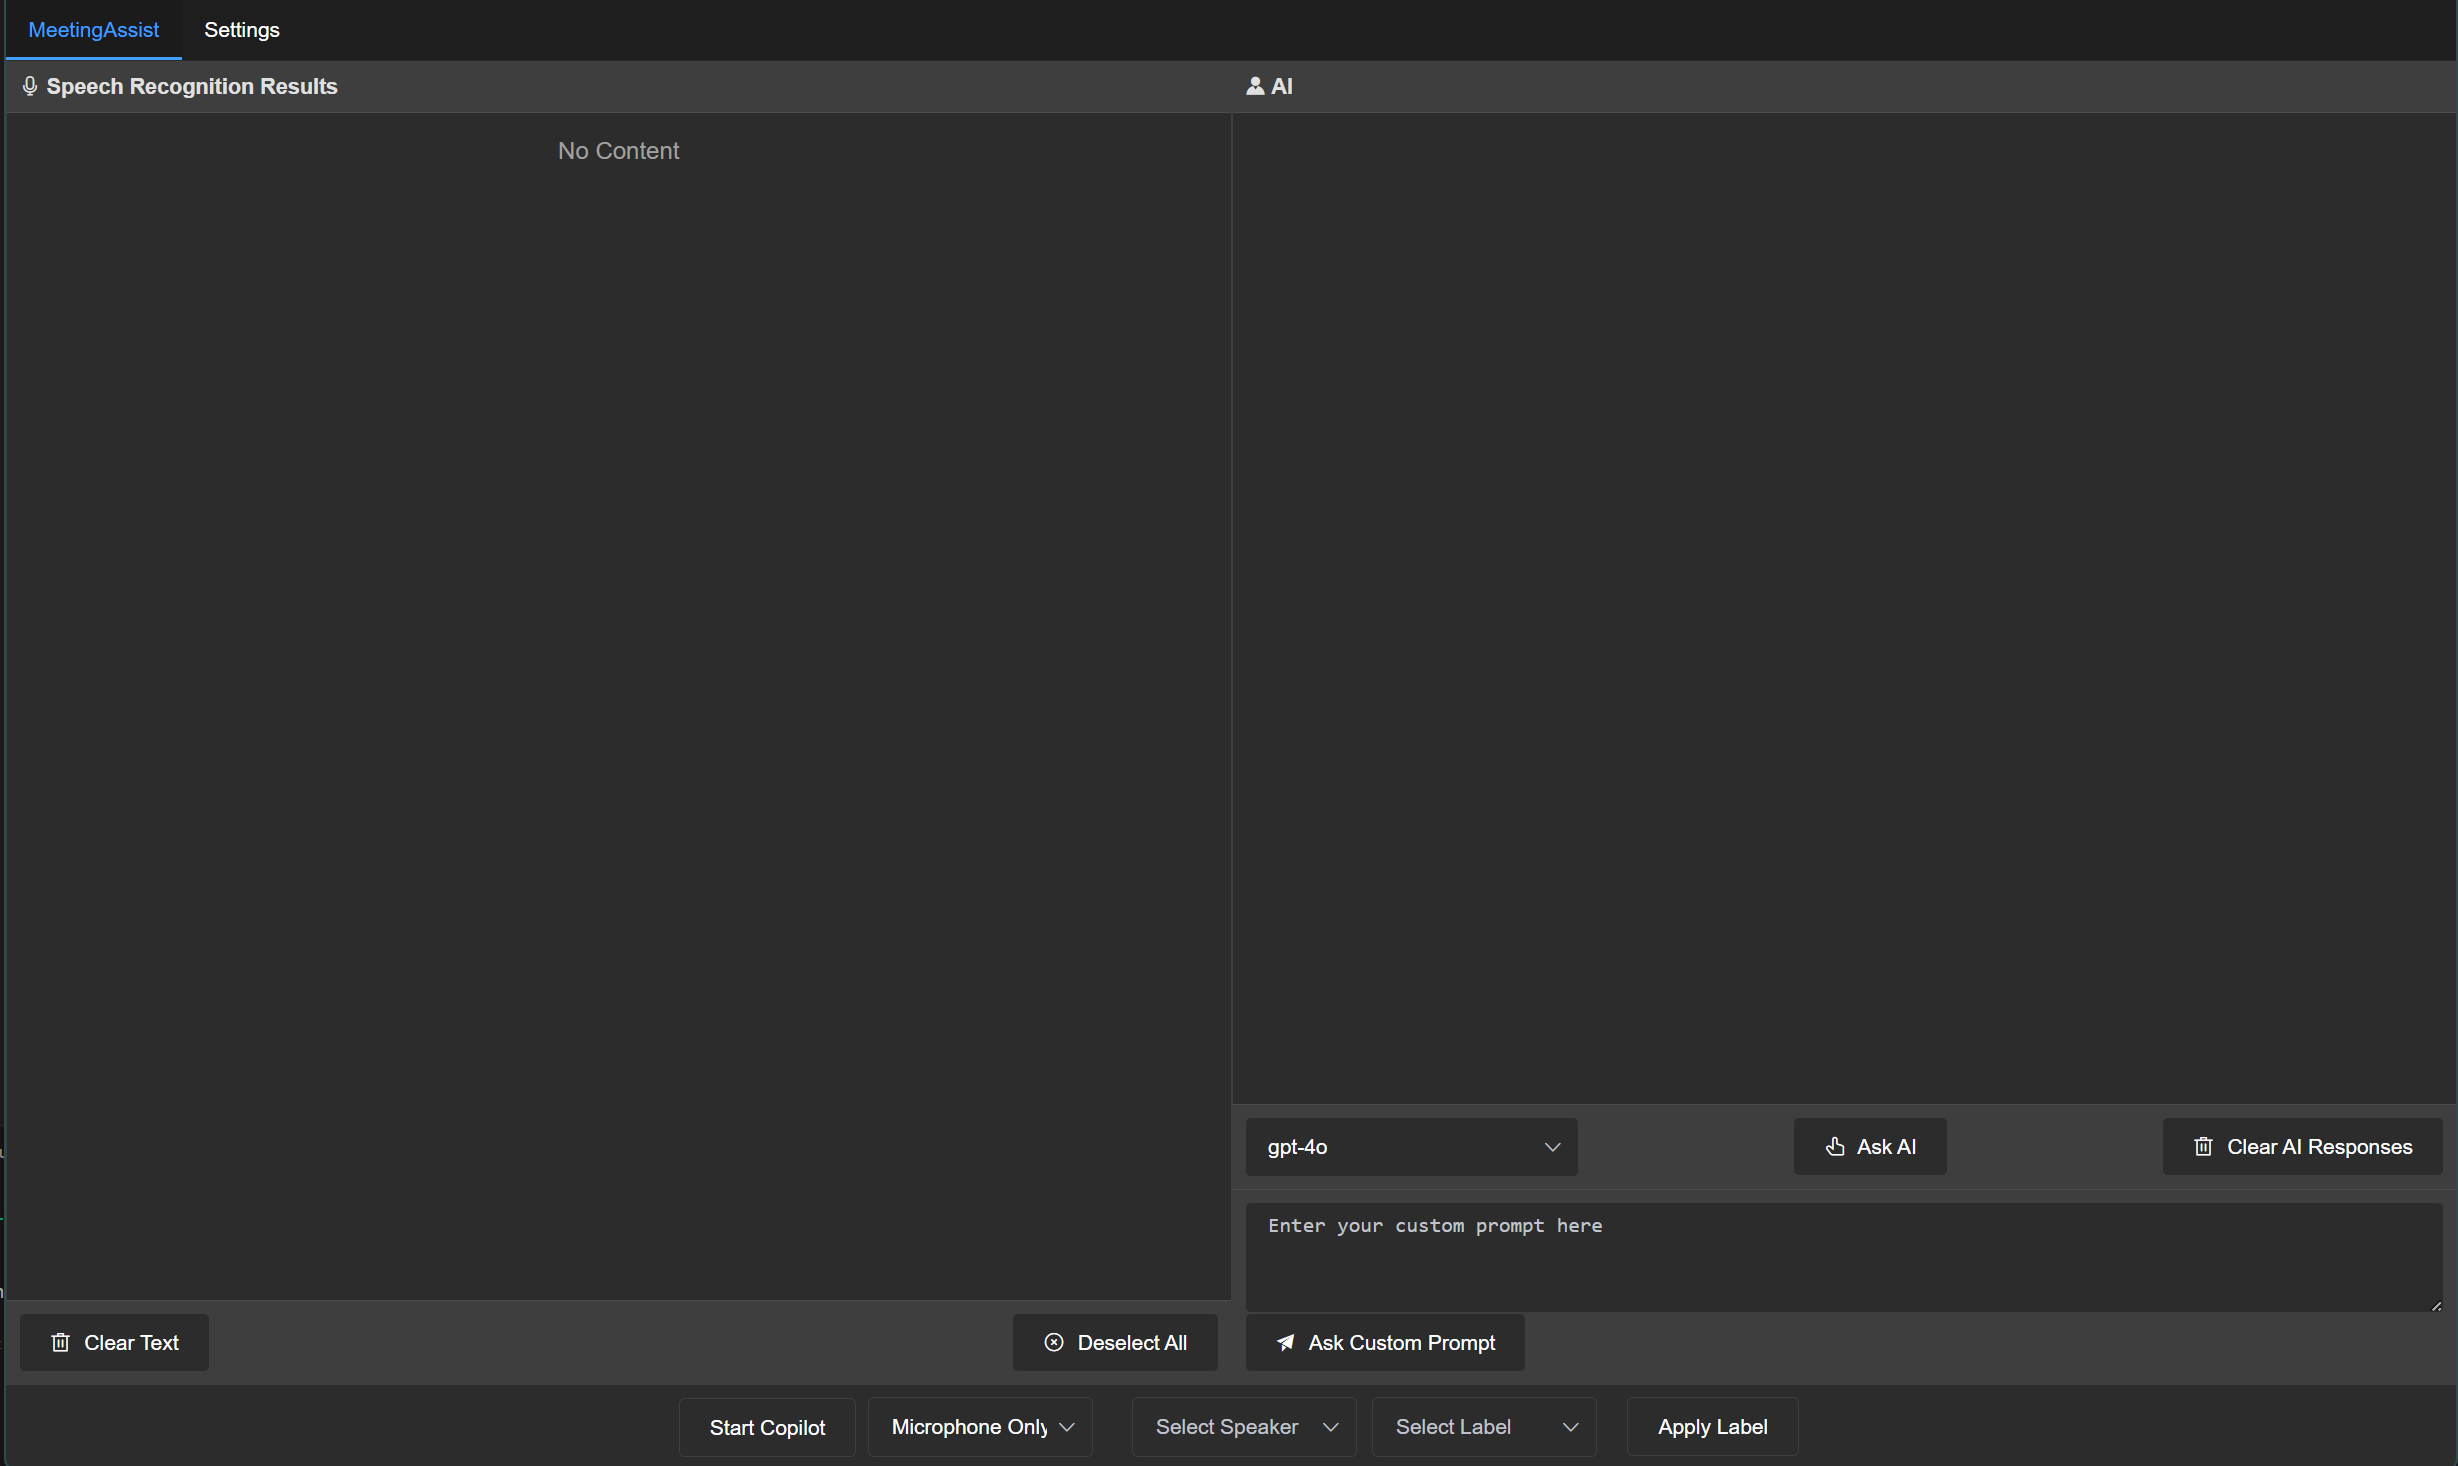 MeetingAssist
Settings
Speech Recognition Results
AI
No Content
gpt-4o
Ask AI
Clear AI Responses
Enter your custom prompt here
Clear Text
Deselect All
Ask Custom Prompt
Start Copilot
Microphone Only
Select Speaker
Select Label
Apply Label